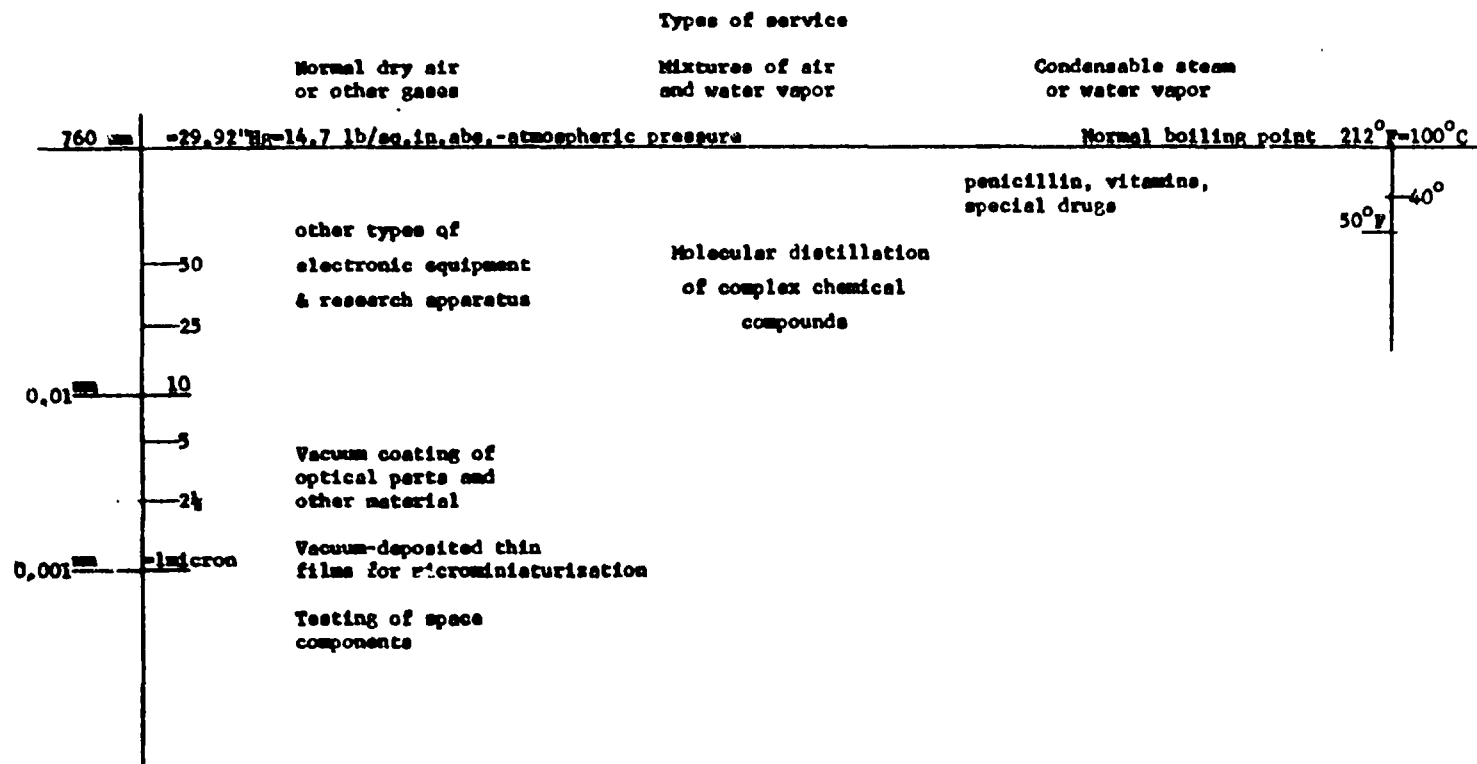 Types of service
Normal dry air
or other gases
Mixtures of air
and water vapor
Condensable steam
or water vapor
760 mm =29.92"Hg=14.7 lb/sq.in.abs.-atmospheric pressure Normal boiling point 212°F=100°C
penicillin, vitamins,
special drugs
40°
50°F
other types of
electronic equipment
& research apparatus
Molecular distillation
of complex chemical
compounds
50
25
0.01 mm 10
5
Vacuum coating of
optical parts and
other material
2½
0.001 mm =1micron
Vacuum-deposited thin
films for microminiaturization
Testing of space
components